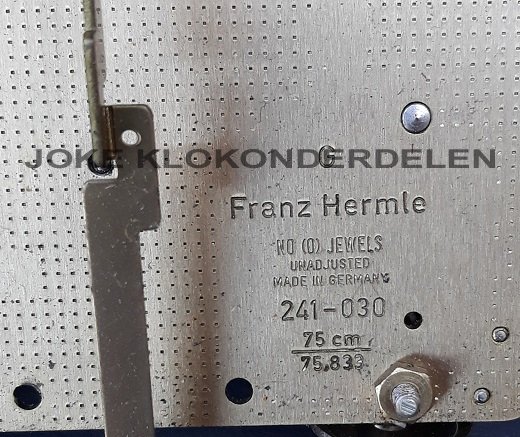 JOKE KLOKONDERDELEN
G
Franz Hermle
NO (0) JEWELS
UNADJUSTED
MADE IN GERMANY
241-030
75 cm
75.833